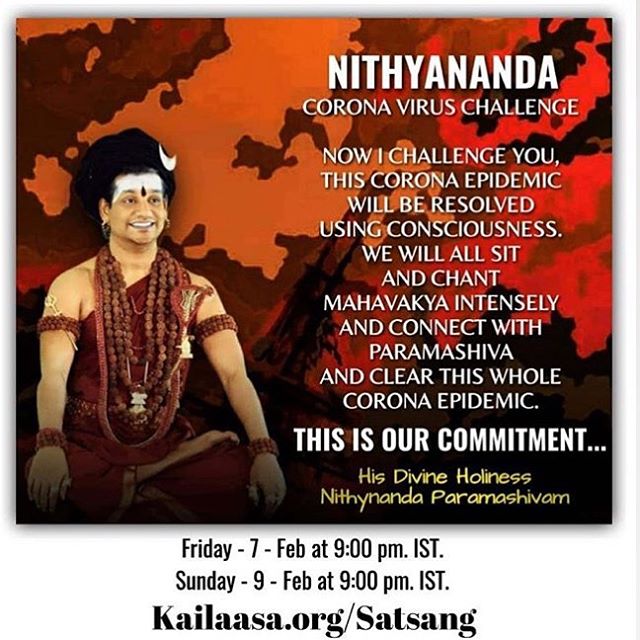 NITHYANANDA
CORONA VIRUS CHALLENGE
NOW I CHALLENGE YOU,
THIS CORONA EPIDEMIC
WILL BE RESOLVED
USING CONSCIOUSNESS.
WE WILL ALL SIT
AND CHANT
MAHAVAKYA INTENSELY
AND CONNECT WITH
PARAMASHIVA
AND CLEAR THIS WHOLE
CORONA EPIDEMIC.
THIS IS OUR COMMITMENT...
His Divine Holiness
Nithynanda Paramashivam
Friday - 7 - Feb at 9:00 pm. IST.
Sunday - 9 - Feb at 9:00 pm. IST.
Kailaasa.org/Satsang